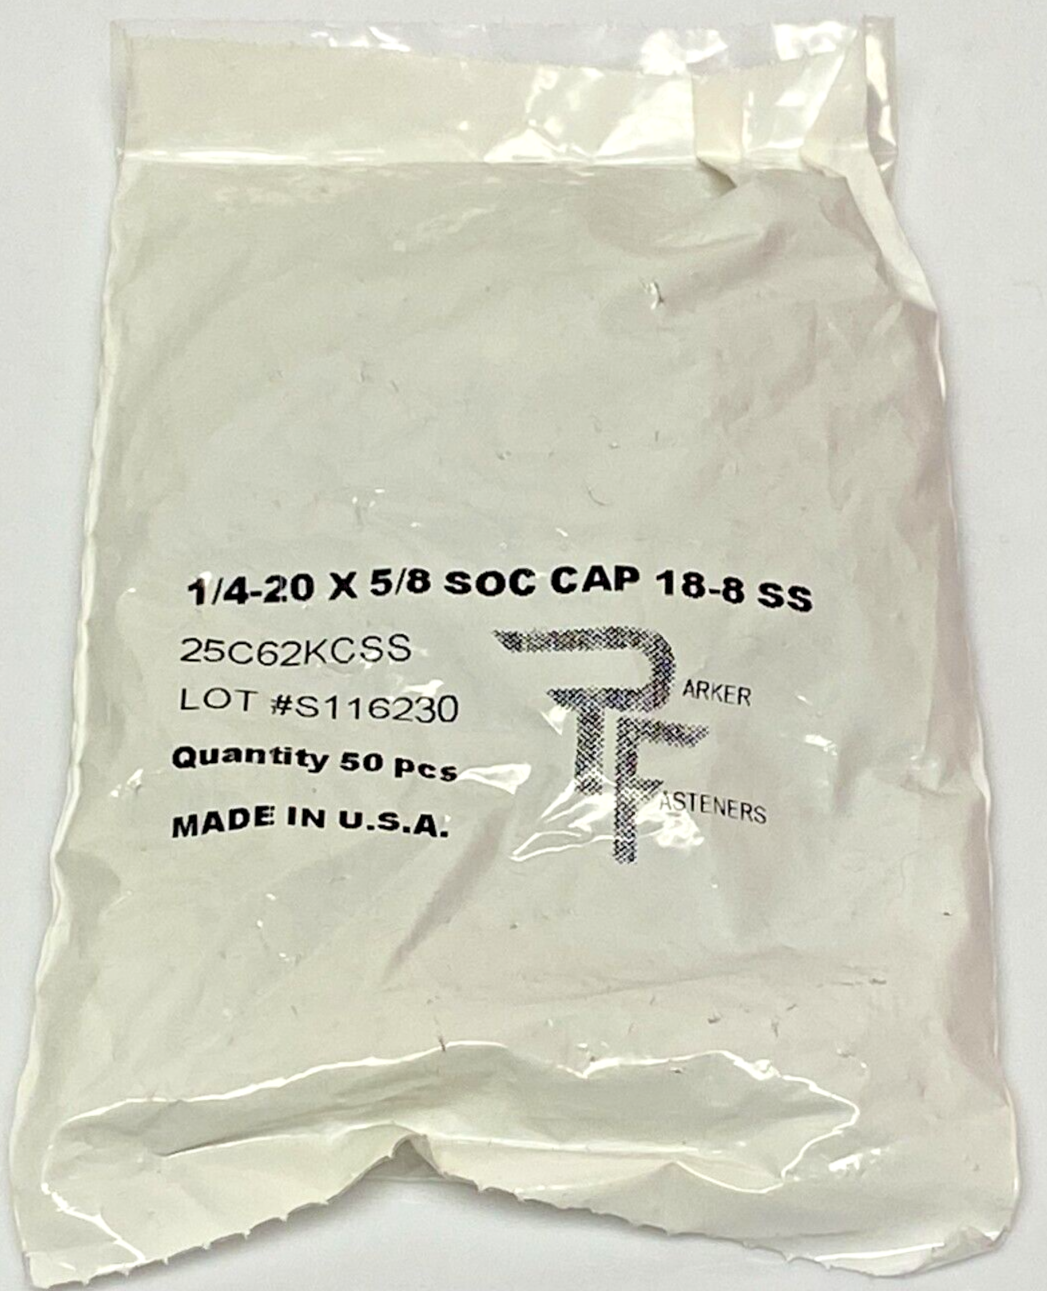 1/4-20 X 5/8 SOC CAP 18-8 SS
25C62KCSS
LOT #S116230
Quantity 50 Pcs
MADE IN U.S.A.
PARKER
FASTENERS